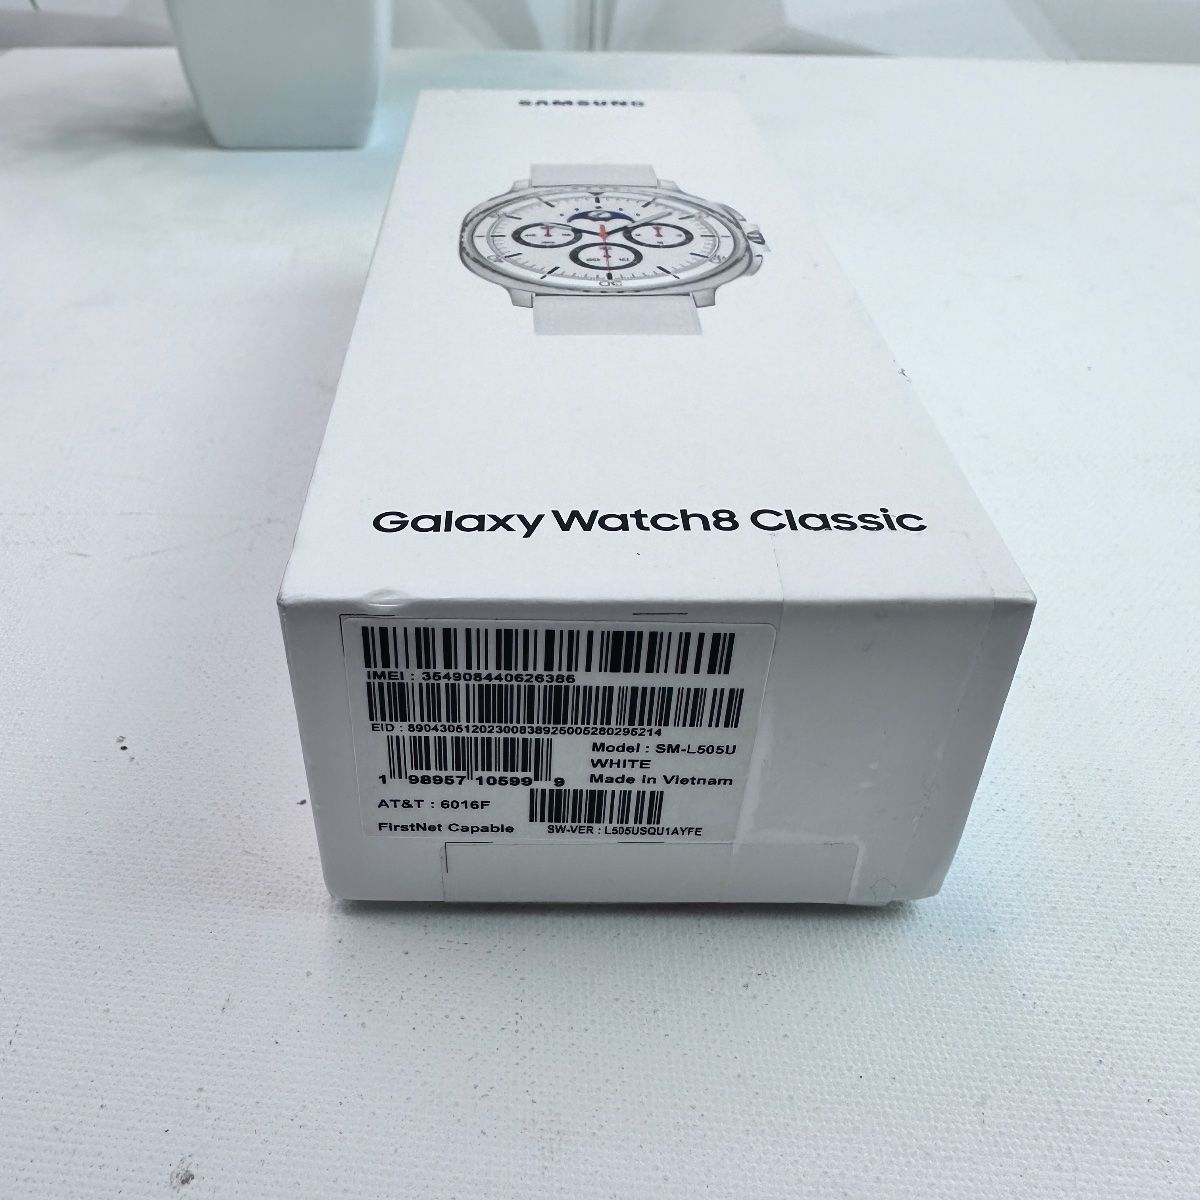 SAMSUNG
30
Galaxy Watch8 Classic
IMEI : 354908440626386
EID : 89043051202300838925005280295214
Model : SM-L505U
WHITE
1 98957 10599 9
Made in Vietnam
AT&T : 6016F
FirstNet Capable
SW-VER : L505USQU1AYFE